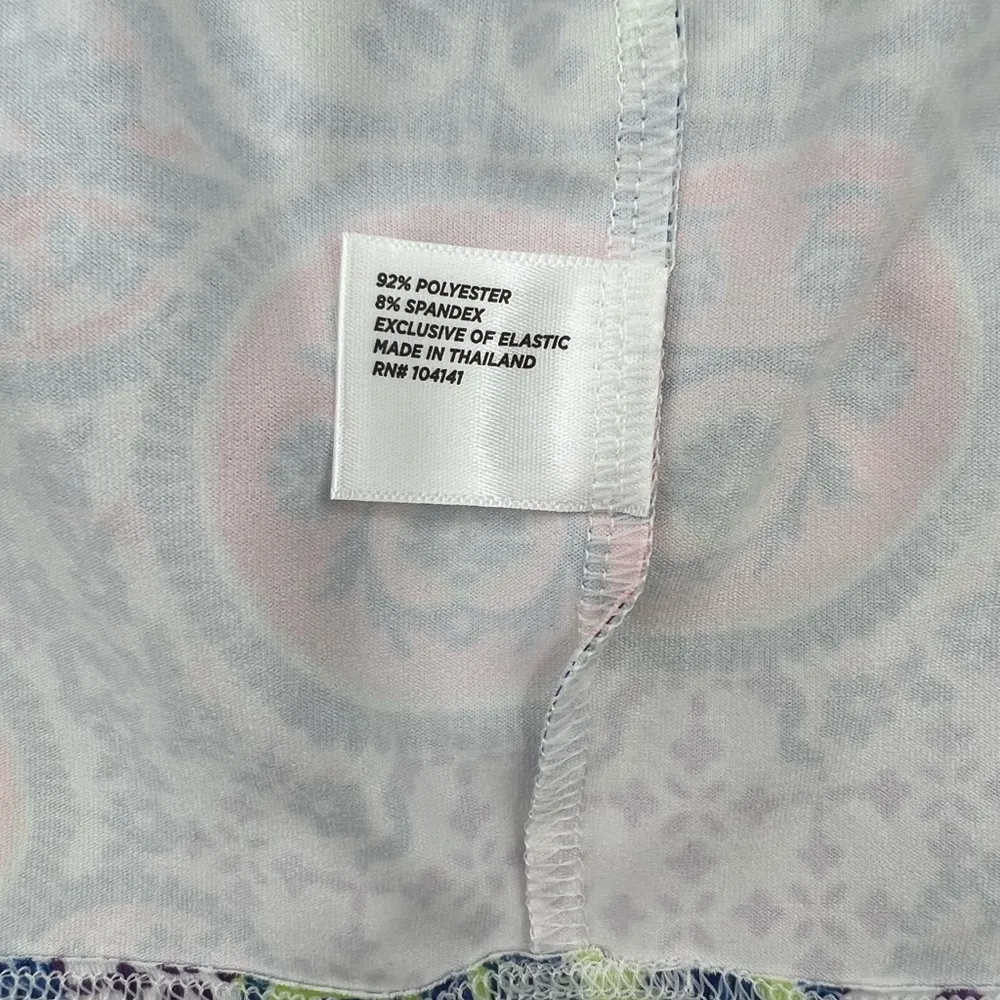 92% POLYESTER
8% SPANDEX
EXCLUSIVE OF ELASTIC
MADE IN THAILAND
RN# 104141